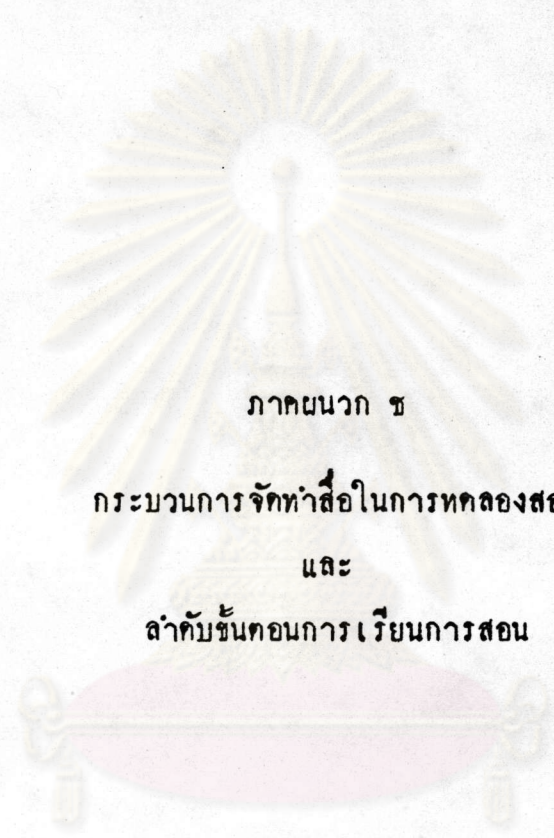 ภาคผนวก ช
กระบวนการจัดทำสื่อในการทดลอง
และ
ลำดับขั้นตอนการเรียนการสอน